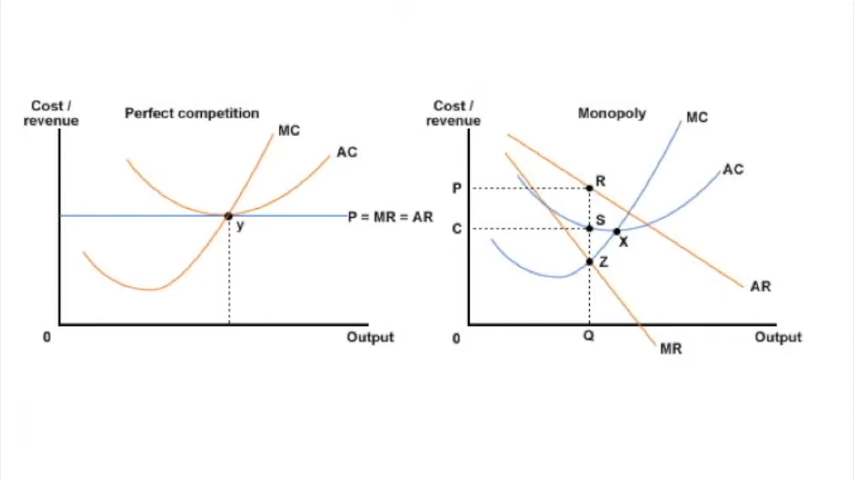 Cost /
revenue
Perfect competition
MC
AC
P = MR = AR
y
0
Output
Cost /
revenue
Monopoly
MC
AC
P
R
C
S
X
Z
AR
0
Q
Output
MR